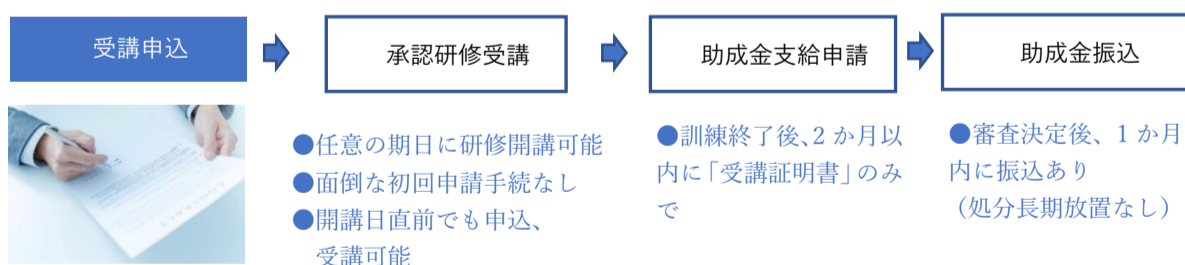 受講申込
承認研修受講
助成金支給申請
助成金振込
●任意の期日に研修開講可能
●面倒な初回申請手続なし
●開講日直前でも申込、
受講可能
●訓練終了後、2か月以
内に「受講証明書」のみ
で
●審査決定後、1か月
内に振込あり
（処分長期放置なし）